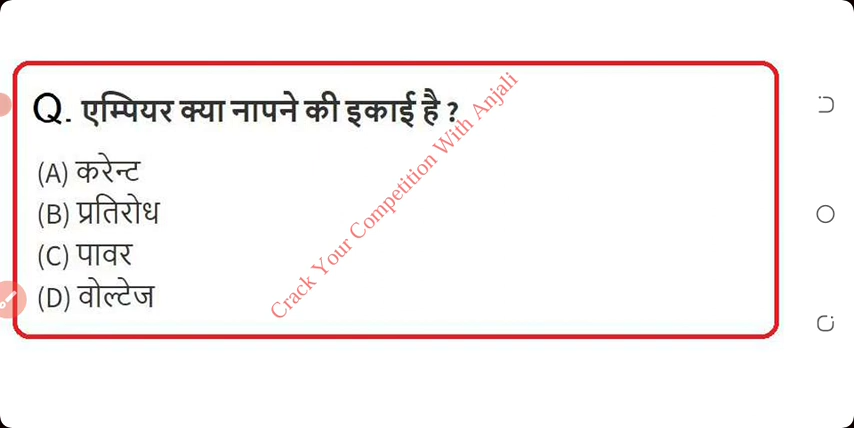 Q. एम्पियर क्या नापने की इकाई है ?
(A) करेन्ट
(B) प्रतिरोध
(C) पावर
(D) वोल्टेज
Crack Your Competition With Anjali